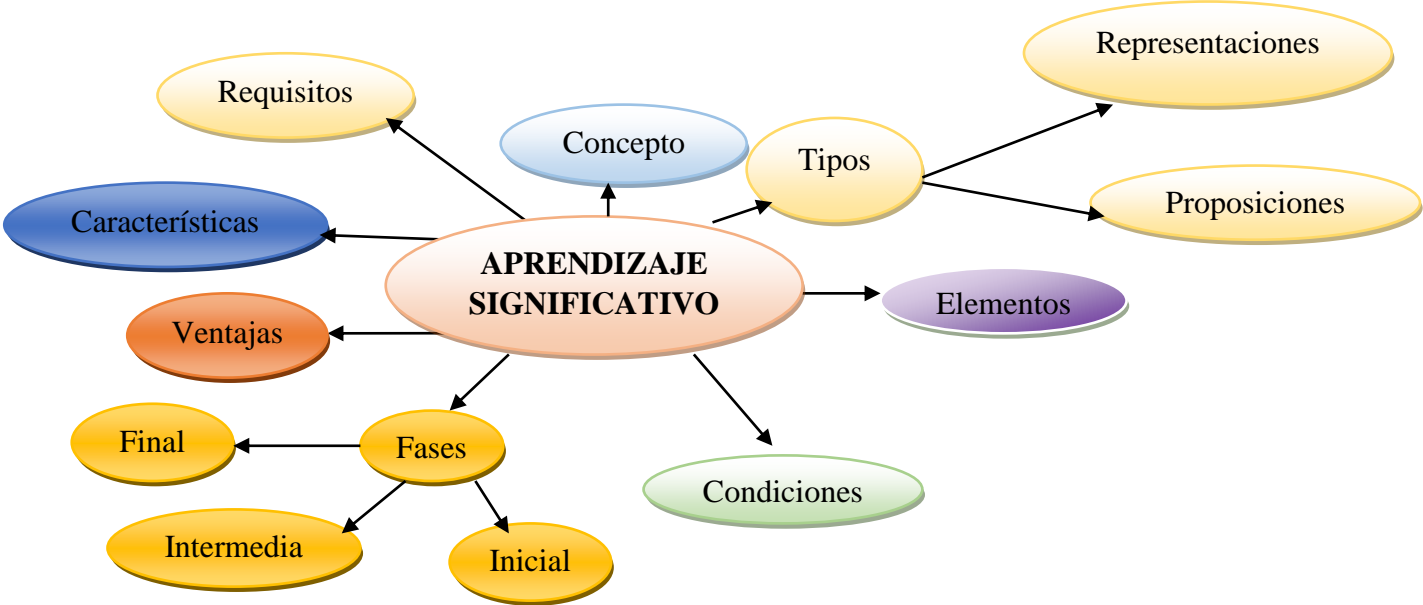 Representaciones
Requisitos
Concepto
Tipos
Proposiciones
Características
APRENDIZAJE
SIGNIFICATIVO
Elementos
Ventajas
Final
Fases
Condiciones
Intermedia
Inicial